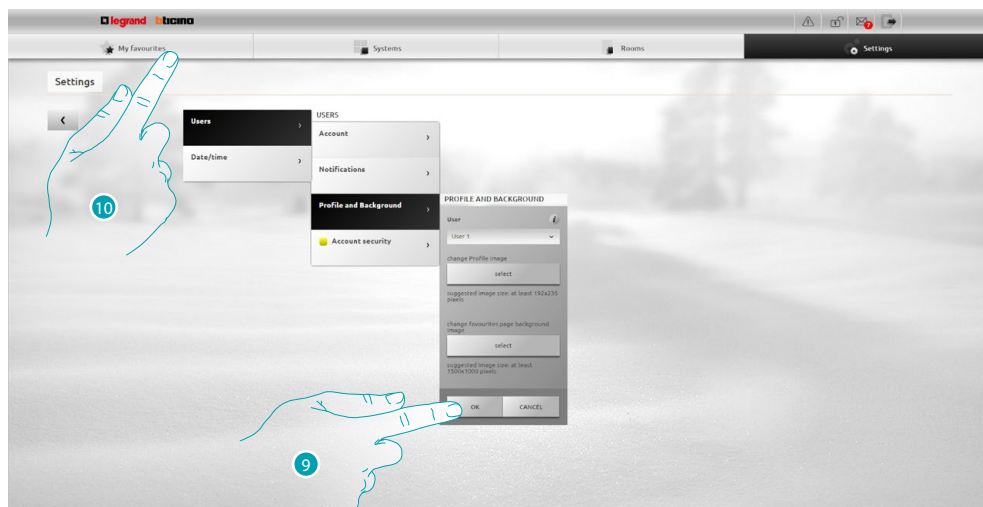 legrand bticino
7
My favourites
Systems
Rooms
Settings
Settings
Users
Date/time
USERS
Account
Notifications
Profile and Background
Account security
PROFILE AND BACKGROUND
User
i
User 1
change Profile image
select
suggested image size: at least 192x235
pixels
change favourites page background
image
select
suggested image size: at least
1500x1000 pixels
OK
CANCEL
10
9